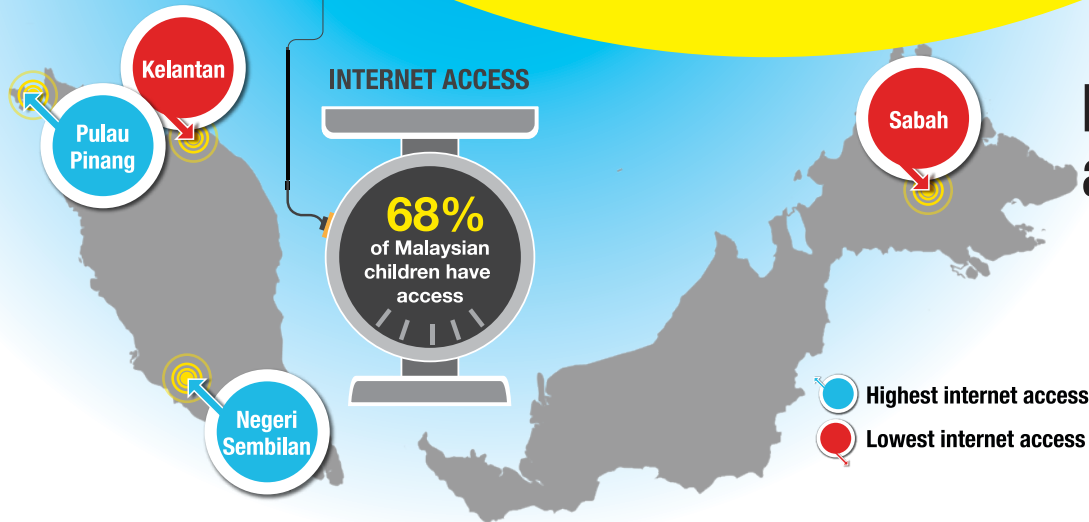 Kelantan
Pulau
Pinang
INTERNET ACCESS
68%
of Malaysian
children have
access
Sabah
Negeri
Sembilan
Highest internet access
Lowest internet access